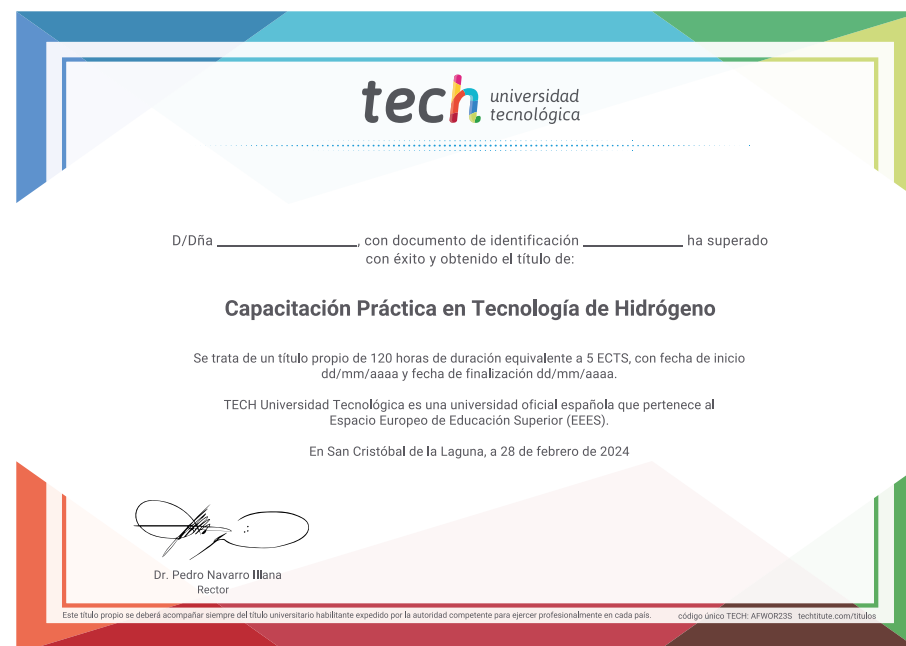 tech universidad
tecnológica
D/Dña ____________________, con documento de identificación ______________ ha superado
con éxito y obtenido el título de:
Capacitación Práctica en Tecnología de Hidrógeno
Se trata de un título propio de 120 horas de duración equivalente a 5 ECTS, con fecha de inicio
dd/mm/aaaa y fecha de finalización dd/mm/aaaa.
TECH Universidad Tecnológica es una universidad oficial española que pertenece al
Espacio Europeo de Educación Superior (EEES).
En San Cristóbal de la Laguna, a 28 de febrero de 2024
Dr. Pedro Navarro Illana
Rector
Este título propio se deberá acompañar siempre del título universitario habilitante expedido por la autoridad competente para ejercer profesionalmente en cada país.
código único TECH: AFWOR23S techtitute.com/titulos